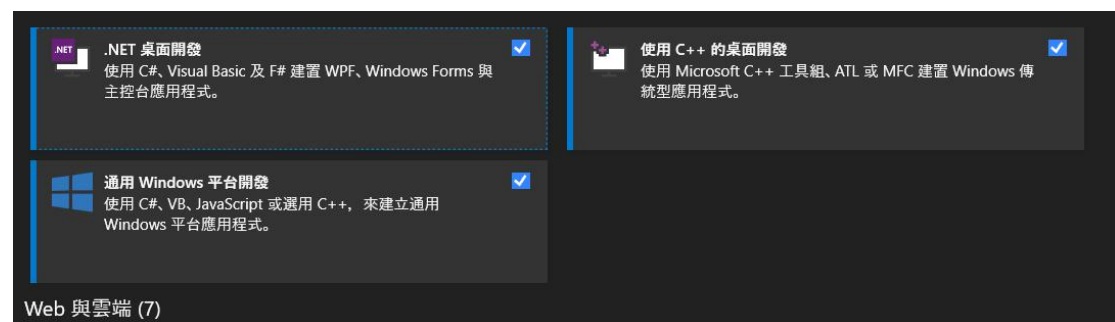 .NET
.NET 桌面開發
使用 C#、Visual Basic 及 F# 建置 WPF、Windows Forms 與
主控台應用程式。
使用 C++ 的桌面開發
使用 Microsoft C++ 工具組、ATL 或 MFC 建置 Windows 傳
統型應用程式。
通用 Windows 平台開發
使用 C#、VB、JavaScript 或選用 C++，來建立通用
Windows 平台應用程式。
Web 與雲端 (7)